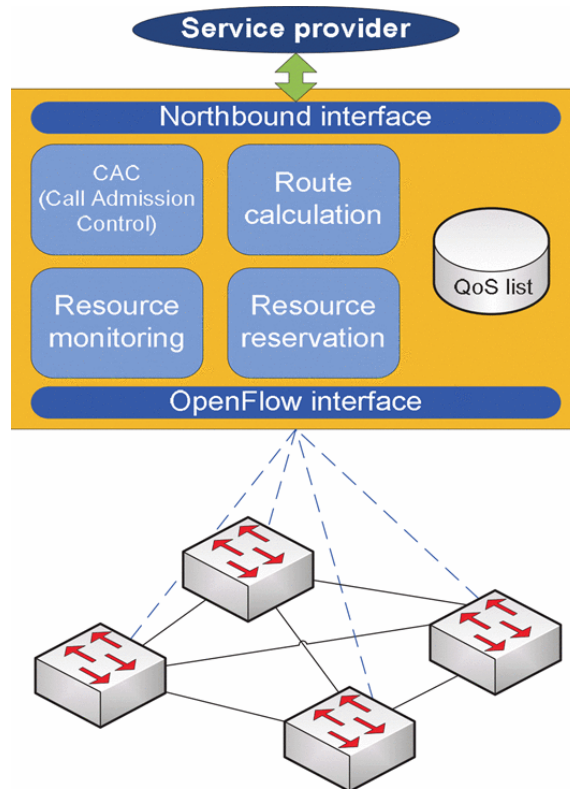 Service provider
Northbound interface
CAC
(Call Admission
Control)
Route
calculation
QoS list
Resource
monitoring
Resource
reservation
OpenFlow interface